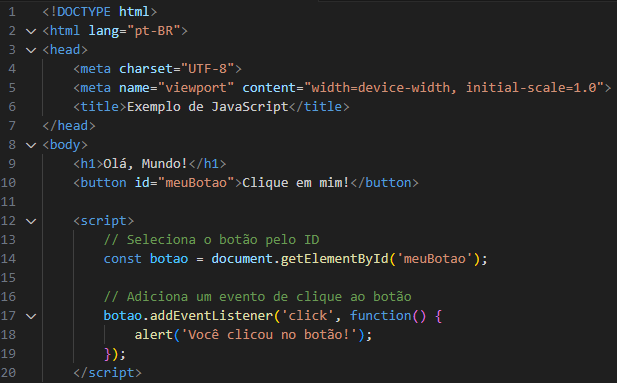 1 <!DOCTYPE html>
2 <html lang="pt-BR">
3 <head>
4     <meta charset="UTF-8">
5     <meta name="viewport" content="width=device-width, initial-scale=1.0">
6     <title>Exemplo de JavaScript</title>
7 </head>
8 <body>
9     <h1>Olá, Mundo!</h1>
10     <button id="meuBotao">Clique em mim!</button>
11
12     <script>
13         // Seleciona o botão pelo ID
14         const botao = document.getElementById('meuBotao');
15
16         // Adiciona um evento de clique ao botão
17         botao.addEventListener('click', function() {
18             alert('Você clicou no botão!');
19         });
20     </script>